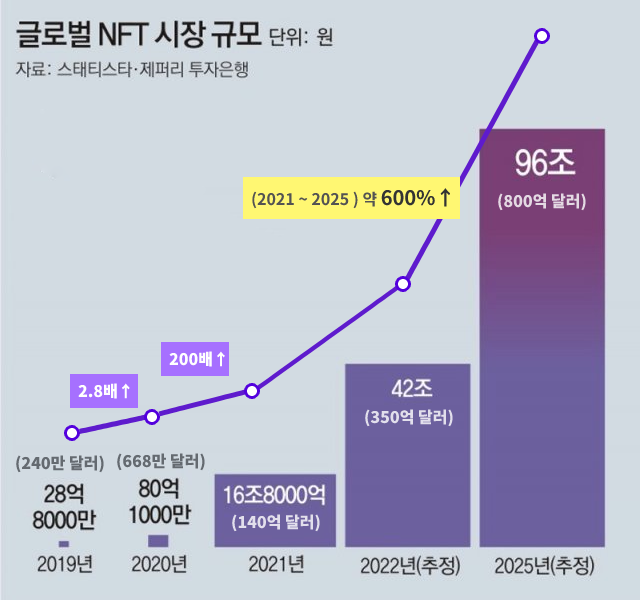 글로벌 NFT 시장 규모 단위: 원
자료: 스태티스타·제퍼리 투자은행
96조
(800억 달러)
(2021 ~ 2025 ) 약 600%↑
200배↑
2.8배↑
42조
(350억 달러)
(240만 달러) (668만 달러)
28억
8000만
80억
1000만
16조8000억
(140억 달러)
2019년 2020년 2021년 2022년(추정) 2025년(추정)